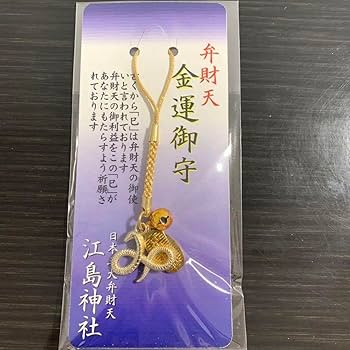 弁財天
金運御守
くから「巳」は弁財天の御使
いと言われております
弁財天の御利益をこの「巳」が
あなたにもたらすよう祈願さ
れております
日本
弁財天
江島神社